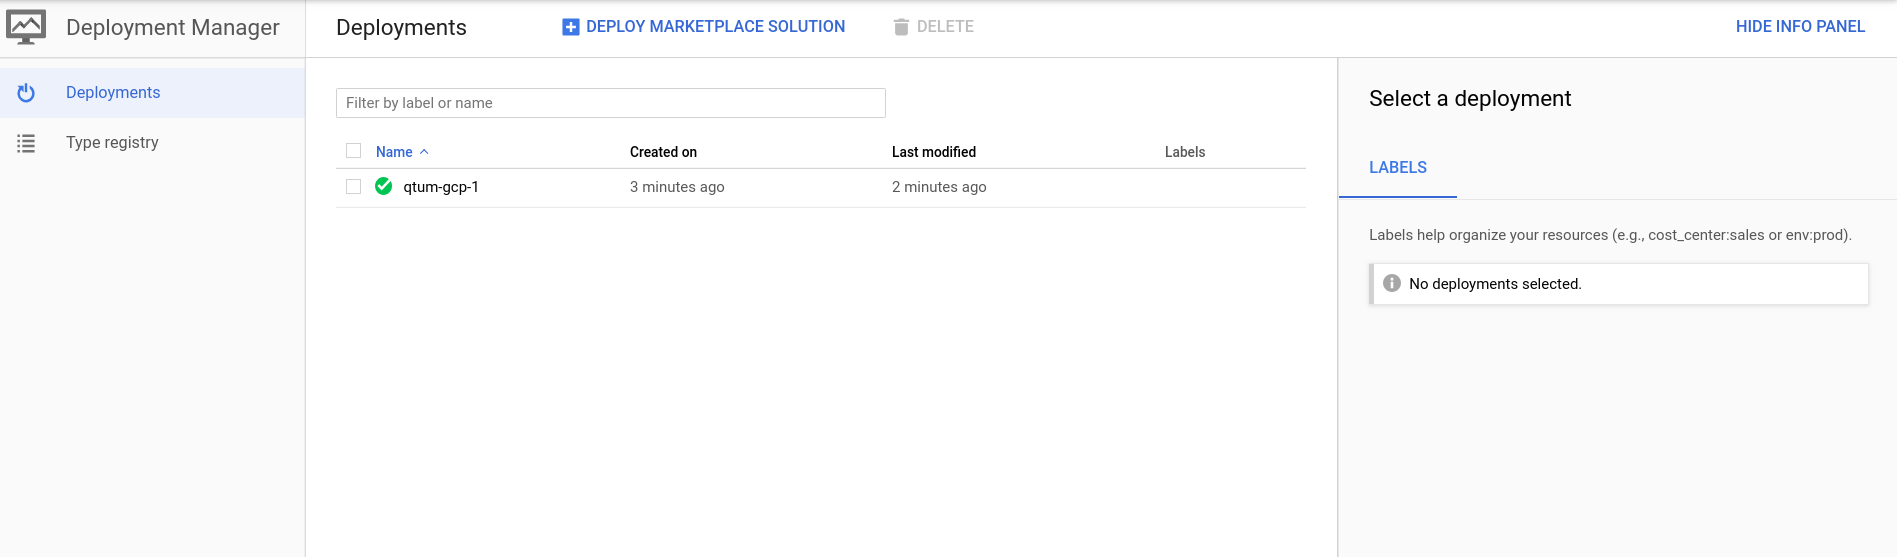 Deployment Manager
Deployments
DEPLOY MARKETPLACE SOLUTION
DELETE
HIDE INFO PANEL
Deployments
Type registry
Filter by label or name
Name Created on Last modified Labels
qtum-gcp-1 3 minutes ago 2 minutes ago
Select a deployment
LABELS
Labels help organize your resources (e.g., cost_center:sales or env:prod).
No deployments selected.